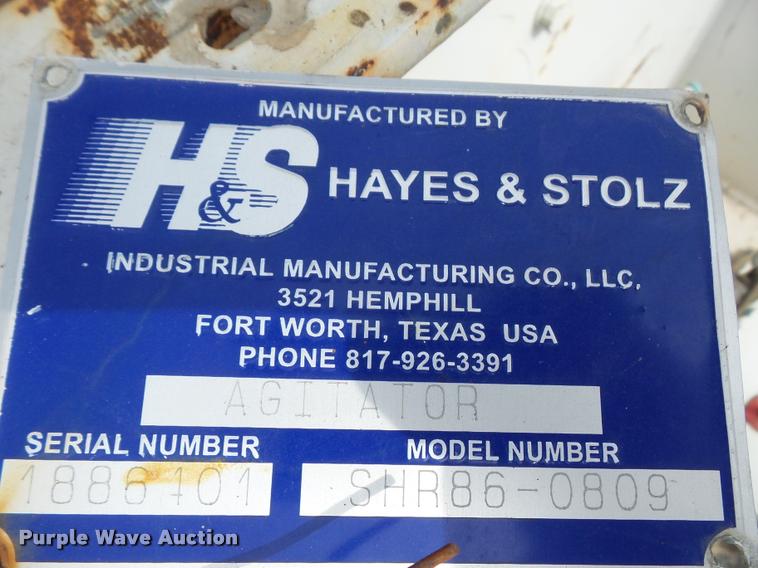 MANUFACTURED BY
H&S HAYES & STOLZ
INDUSTRIAL MANUFACTURING CO., LLC.
3521 HEMPHILL
FORT WORTH, TEXAS USA
PHONE 817-926-3391
AGITATOR
SERIAL NUMBER MODEL NUMBER
SHR86-0809
Purple Wave Auction